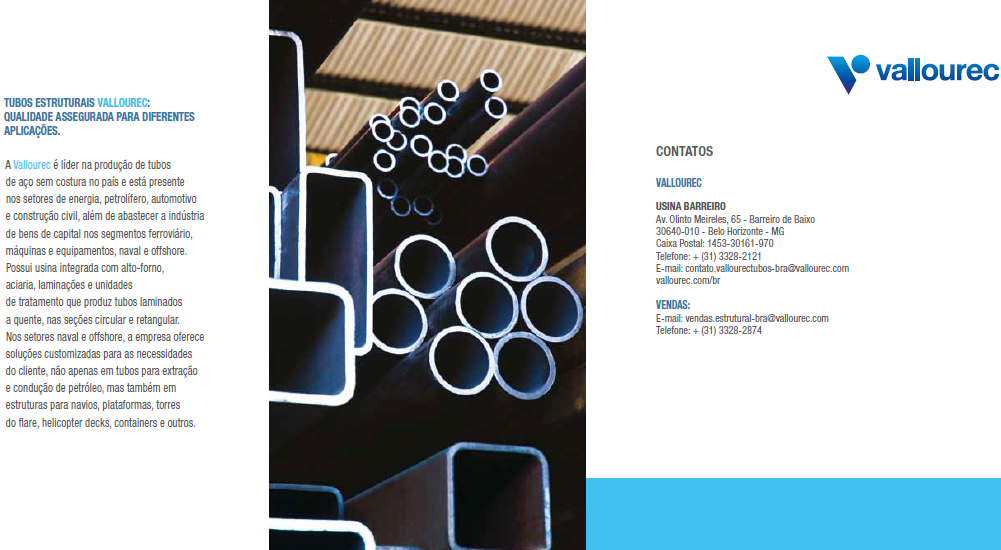 TUBOS ESTRUTURAIS VALLOUREC:
QUALIDADE ASSEGURADA PARA DIFERENTES
APLICAÇÕES.
A Vallourec é líder na produção de tubos
de aço sem costura no país e está presente
nos setores de energia, petrolífero, automotivo
e construção civil, além de abastecer a indústria
de bens de capital nos segmentos ferroviário,
máquinas e equipamentos, naval e offshore.
Possui usina integrada com alto-forno,
aciaria, laminações e unidades
de tratamento que produz tubos laminados
a quente, nas seções circular e retangular.
Nos setores naval e offshore, a empresa oferece
soluções customizadas para as necessidades
do cliente, não apenas em tubos para extração
e condução de petróleo, mas também em
estruturas para navios, plataformas, torres
do flare, helicopter decks, containers e outros.
vallourec
CONTATOS
VALLOUREC
USINA BARREIRO
Av. Olinto Meireles, 65 - Barreiro de Baixo
30640-010 - Belo Horizonte - MG
Caixa Postal: 1453-30161-970
Telefone: + (31) 3328-2121
E-mail: contato.vallourectubos-bra@vallourec.com
vallourec.com/br
VENDAS:
E-mail: vendas.estrutural-bra@vallourec.com
Telefone: + (31) 3328-2874